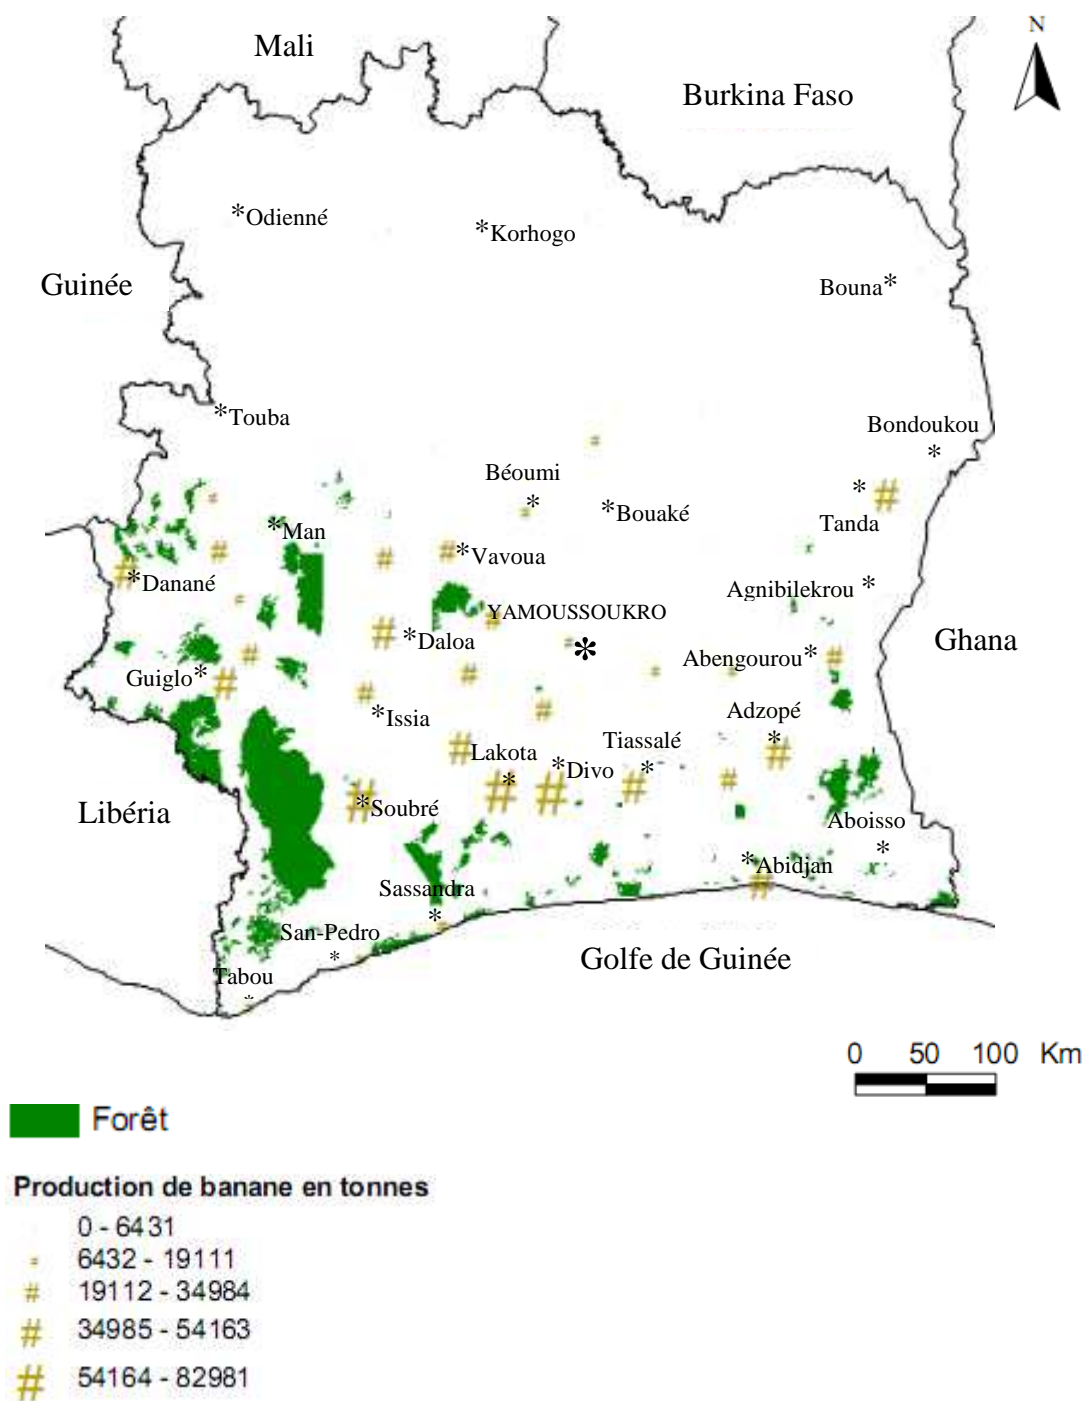 N
Mali
Burkina Faso
*Odienné
*Korhogo
Guinée
Bouna*
*Touba
Bondoukou
*
Béoumi
*
*
Tanda
*Bouaké
*Man
*Vavoua
*Danané
Agnibilekrou *
YAMOUSSOUKRO
*
*Daloa
Ghana
Abengourou*
Guiglo*
*Issia
Adzopé
*
Tiassalé
*
Lakota
*
*Divo
Libéria
*Soubré
Aboisso
*
*Abidjan
Sassandra
*
San-Pedro
*
Golfe de Guinée
Tabou
*
0 50 100 Km
Forêt
Production de banane en tonnes
0 - 6431
6432 - 19111
19112 - 34984
34985 - 54163
54164 - 82981